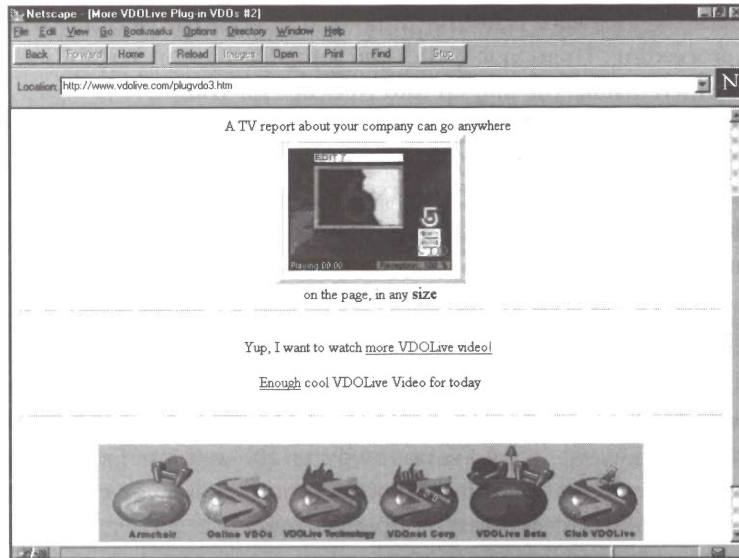 Netscape - [More VDOLive Plug-in VDOs #2]
File Edit View Go Bookmarks Options Directory Window Help
Back Forward Home Reload Images Open Print Find Stop
Location: http://www.vdolive.com/plugvdo3.htm
N
A TV report about your company can go anywhere
EDIT
5
Playing 00:00 Reception
on the page, in any size
Yup, I want to watch more VDOLive video!
Enough cool VDOLive Video for today
Armchair Online VDOs VDOLive Technology VDOnet Corp VDOLive Beta Club VDOLive